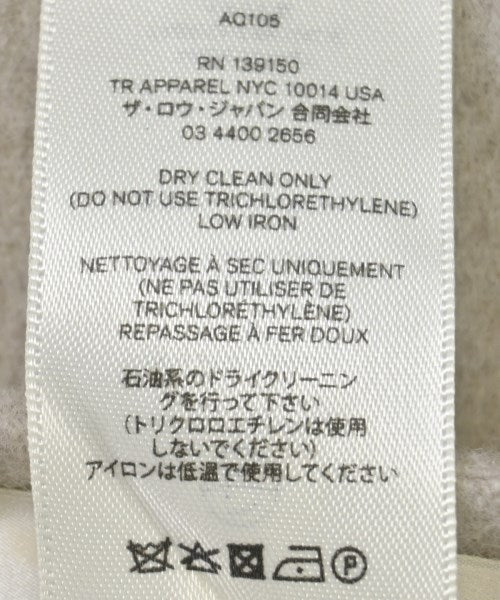 AQ105
RN 139150
TR APPAREL NYC 10014 USA
ザ・ロウ・ジャパン 合同会社
03 4400 2656
DRY CLEAN ONLY
(DO NOT USE TRICHLORETHYLENE)
LOW IRON
NETTOYAGE À SEC UNIQUEMENT
(NE PAS UTILISER DE
TRICHLORÉTHYLÈNE)
REPASSAGE À FER DOUX
石油系のドライクリーニン
グを行って下さい
(トリクロロエチレンは使用
しないでください)
アイロンは低温で使用してください
P